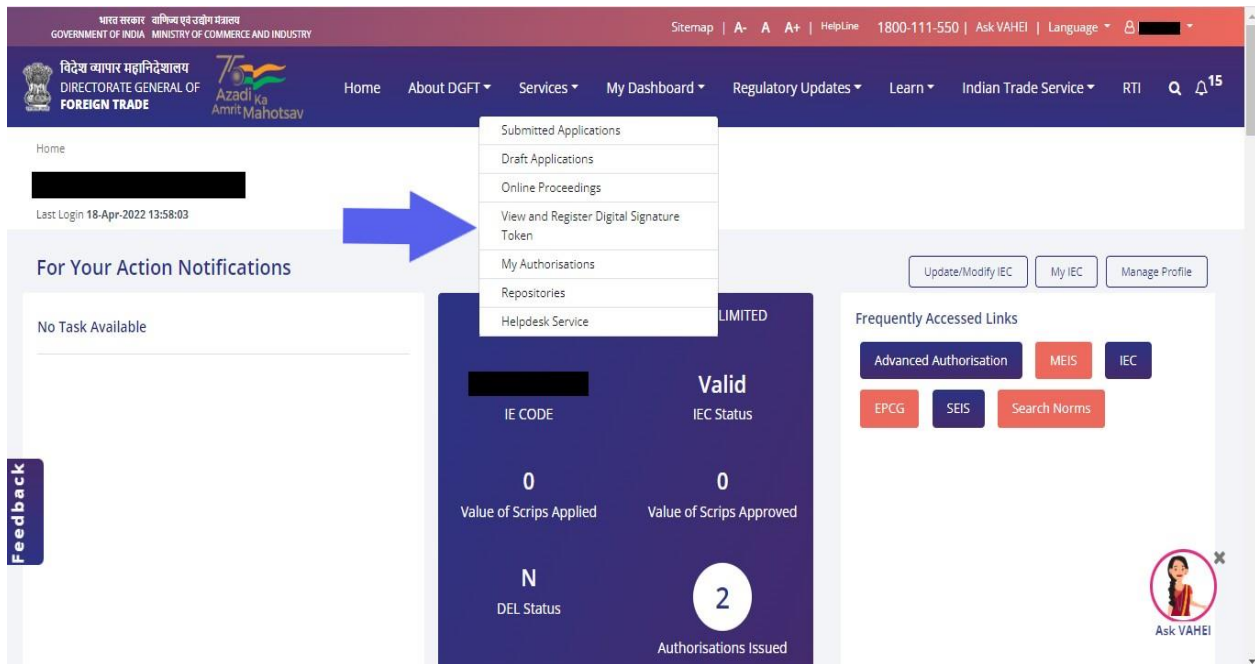 भारत सरकार वाणिज्य एवं उद्योग मंत्रालय
GOVERNMENT OF INDIA MINISTRY OF COMMERCE AND INDUSTRY
Sitemap | A- A A+ | HelpLine 1800-111-550 | Ask VAHEI | Language
विदेश व्यापार महानिदेशालय
DIRECTORATE GENERAL OF
FOREIGN TRADE
75
Azadi Ka
Amrit Mahotsav
Home About DGFT Services My Dashboard Regulatory Updates Learn Indian Trade Service RTI 15
Submitted Applications
Draft Applications
Online Proceedings
View and Register Digital Signature
Token
My Authorisations
Repositories
Helpdesk Service
Home
Last Login 18-Apr-2022 13:58:03
For Your Action Notifications
Update/Modify IEC My IEC Manage Profile
No Task Available
LIMITED
IE CODE
Valid
IEC Status
0
Value of Scrips Applied
0
Value of Scrips Approved
N
DEL Status
2
Authorisations Issued
Frequently Accessed Links
Advanced Authorisation MEIS IEC
EPCG SEIS Search Norms
Feedback
Ask VAHEI